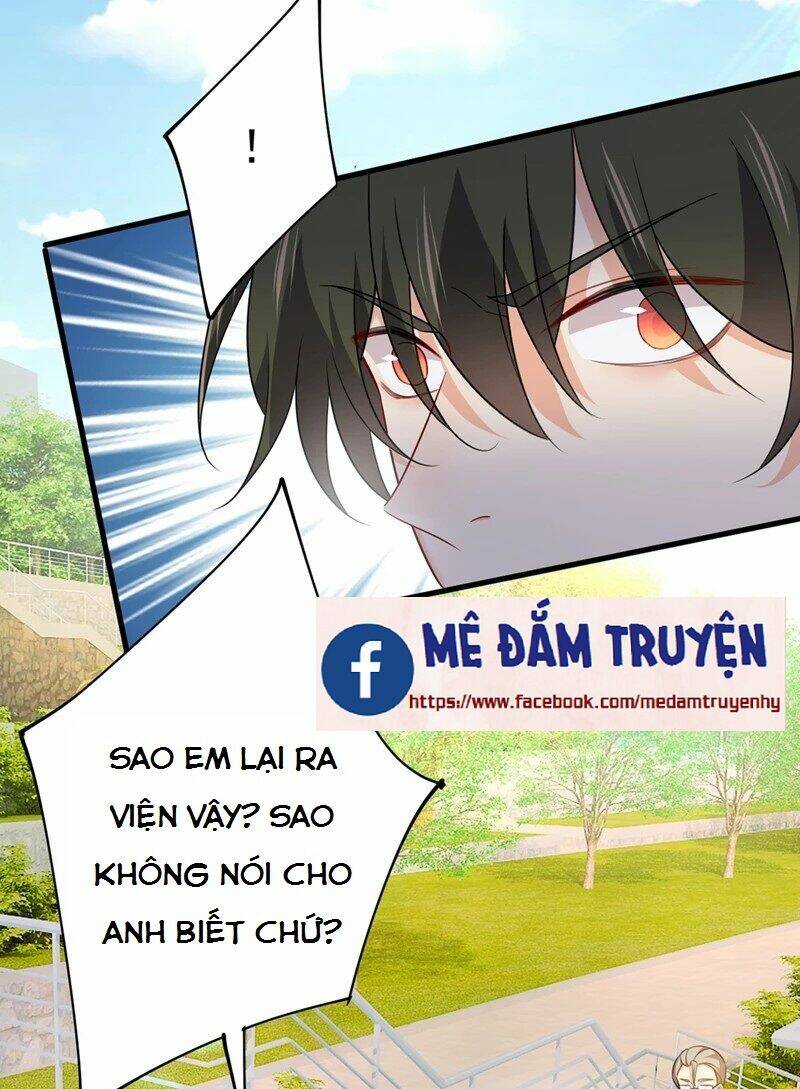 !
MÊ ĐẮM TRUYỆN
f
https://www.facebook.com/medamtruyenhy
SAO EM LẠI RA
VIỆN VẬY? SAO
KHÔNG NÓI CHO
ANH BIẾT CHỨ?